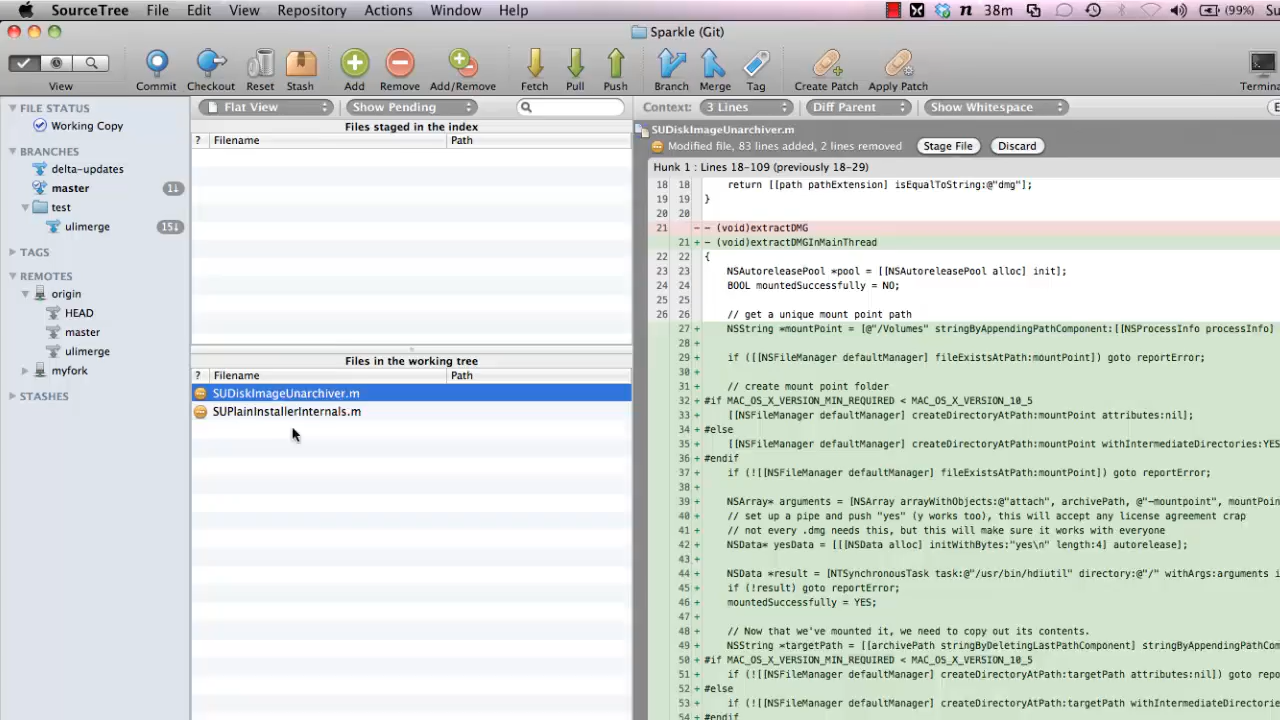 SourceTree File Edit View Repository Actions Window Help 38m (99%) Su
Sparkle (Git)
View Commit Checkout Reset Stash Add Remove Add/Remove Fetch Pull Push Branch Merge Tag Create Patch Apply Patch Termina
FILE STATUS
Working Copy
BRANCHES
delta-updates
master 1↓
test
ulimerge 15↓
TAGS
REMOTES
origin
HEAD
master
ulimerge
myfork
STASHES
Flat View Show Pending
Files staged in the index
? Filename Path
Files in the working tree
? Filename Path
SUDiskImageUnarchiver.m
SUPlainInstallerInternals.m
Context: 3 Lines Diff Parent Show Whitespace E
SUDiskImageUnarchiver.m
Modified file, 83 lines added, 2 lines removed Stage File Discard
Hunk 1 : Lines 18-109 (previously 18-29)
18 18 return [[path pathExtension] isEqualToString:@"dmg"];
19 19 }
20 20
21 - - (void)extractDMG
21 + - (void)extractDMGInMainThread
22 22 {
23 23 NSAutoreleasePool *pool = [[NSAutoreleasePool alloc] init];
24 24 BOOL mountedSuccessfully = NO;
25 25
26 26 // get a unique mount point path
27 + NSString *mountPoint = [@"/Volumes" stringByAppendingPathComponent:[[NSProcessInfo processInfo]
28 +
29 + if ([[NSFileManager defaultManager] fileExistsAtPath:mountPoint]) goto reportError;
30 +
31 + // create mount point folder
32 + #if MAC_OS_X_VERSION_MIN_REQUIRED < MAC_OS_X_VERSION_10_5
33 + [[NSFileManager defaultManager] createDirectoryAtPath:mountPoint attributes:nil];
34 + #else
35 + [[NSFileManager defaultManager] createDirectoryAtPath:mountPoint withIntermediateDirectories:YES
36 + #endif
37 + if (![[NSFileManager defaultManager] fileExistsAtPath:mountPoint]) goto reportError;
38 +
39 + NSArray* arguments = [NSArray arrayWithObjects:@"attach", archivePath, @"-mountpoint", mountPoin
40 + // set up a pipe and push "yes" (y works too), this will accept any license agreement crap
41 + // not every .dmg needs this, but this will make sure it works with everyone
42 + NSData* yesData = [[[NSData alloc] initWithBytes:"yes\n" length:4] autorelease];
43 +
44 + NSData *result = [NTSynchronousTask task:@"/usr/bin/hdiutil" directory:@"/" withArgs:arguments i
45 + if (!result) goto reportError;
46 + mountedSuccessfully = YES;
47 +
48 + // Now that we've mounted it, we need to copy out its contents.
49 + NSString *targetPath = [[archivePath stringByDeletingLastPathComponent] stringByAppendingPathCom
50 + #if MAC_OS_X_VERSION_MIN_REQUIRED < MAC_OS_X_VERSION_10_5
51 + if (![[NSFileManager defaultManager] createDirectoryAtPath:targetPath attributes:nil]) goto repo
52 + #else
53 + if (![[NSFileManager defaultManager] createDirectoryAtPath:targetPath withIntermediateDirectorie
54 + #endif